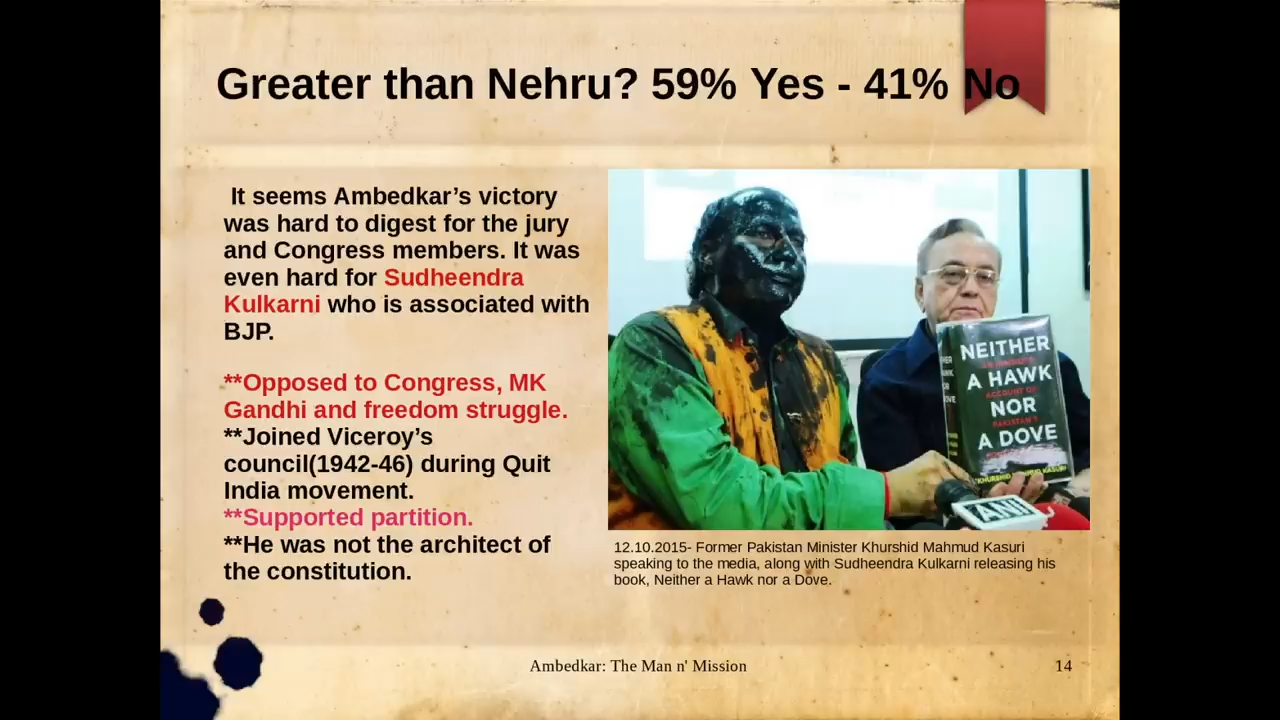 Greater than Nehru? 59% Yes - 41% No
It seems Ambedkar’s victory
was hard to digest for the jury
and Congress members. It was
even hard for Sudheendra
Kulkarni who is associated with
BJP.
**Opposed to Congress, MK
Gandhi and freedom struggle.
**Joined Viceroy’s
council(1942-46) during Quit
India movement.
**Supported partition.
**He was not the architect of
the constitution.
NEITHER
A HAWK
NOR
A DOVE
ANI
12.10.2015- Former Pakistan Minister Khurshid Mahmud Kasuri
speaking to the media, along with Sudheendra Kulkarni releasing his
book, Neither a Hawk nor a Dove.
Ambedkar: The Man n' Mission
14